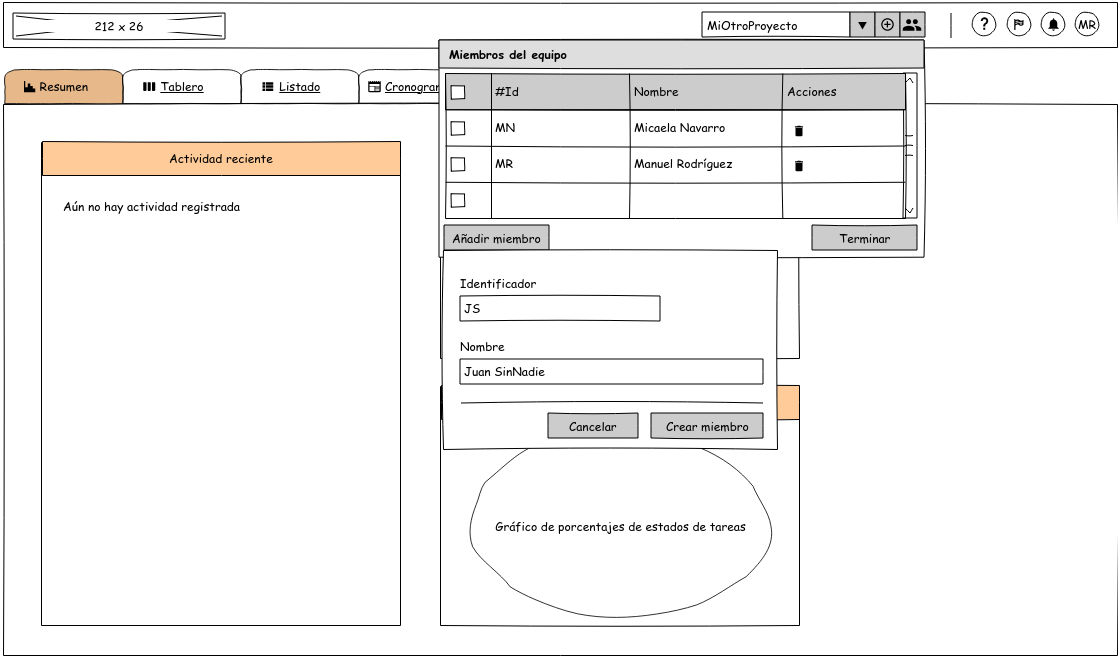 212 x 26
MiOtroProyecto
?
MR
Miembros del equipo
Resumen
Tablero
Listado
Cronogram
#Id
Nombre
Acciones
MN
Micaela Navarro
MR
Manuel Rodríguez
Añadir miembro
Terminar
Actividad reciente
Aún no hay actividad registrada
Identificador
JS
Nombre
Juan SinNadie
Cancelar
Crear miembro
Gráfico de porcentajes de estados de tareas